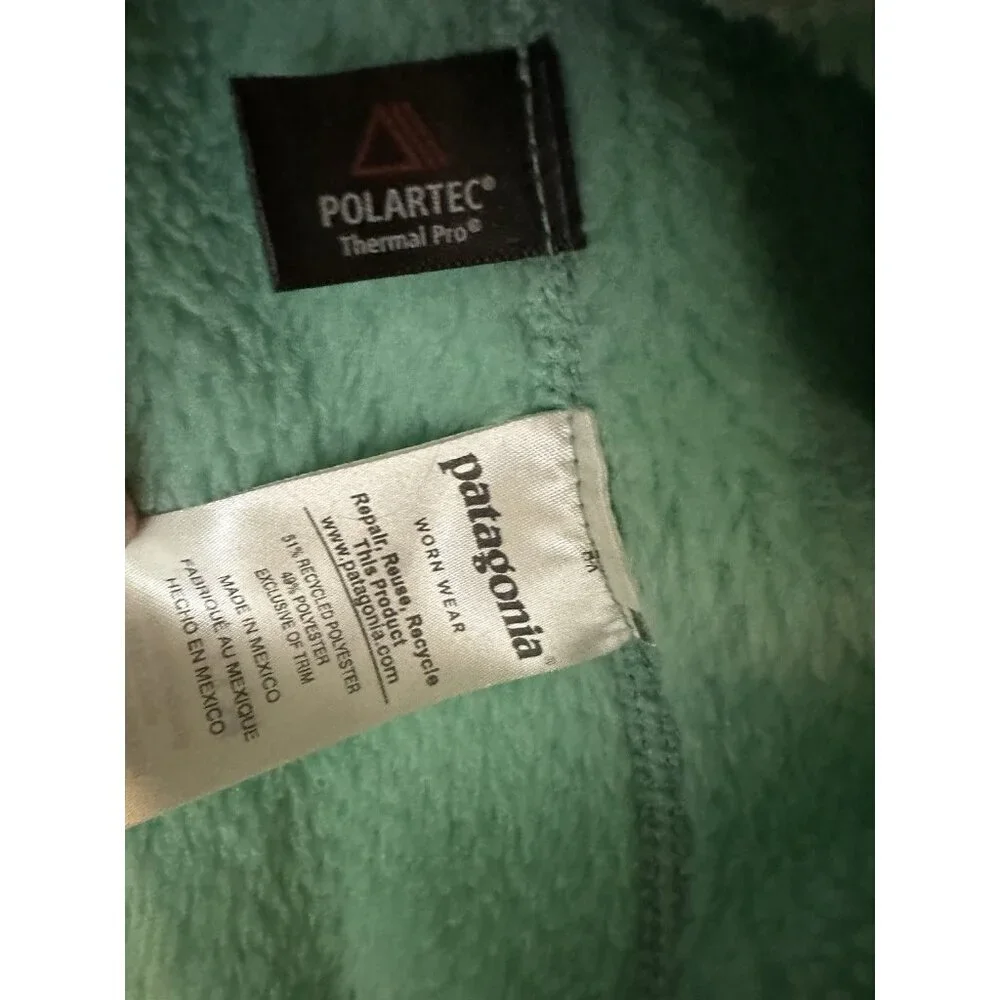 POLARTEC®
Thermal Pro®
patagonia®
WORN WEAR
Repair, Reuse, Recycle
This Product
www.patagonia.com
51% RECYCLED POLYESTER
49% POLYESTER
EXCLUSIVE OF TRIM
MADE IN MEXICO
FABRIQUÉ AU MEXIQUE
HECHO EN MEXICO